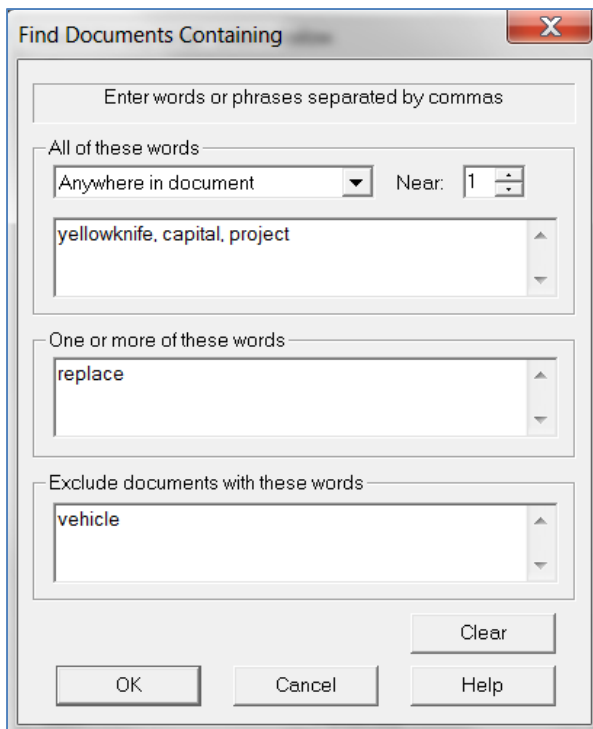 Find Documents Containing
X
Enter words or phrases separated by commas
All of these words
Anywhere in document Near: 1
yellowknife, capital, project
One or more of these words
replace
Exclude documents with these words
vehicle
Clear
OK Cancel Help